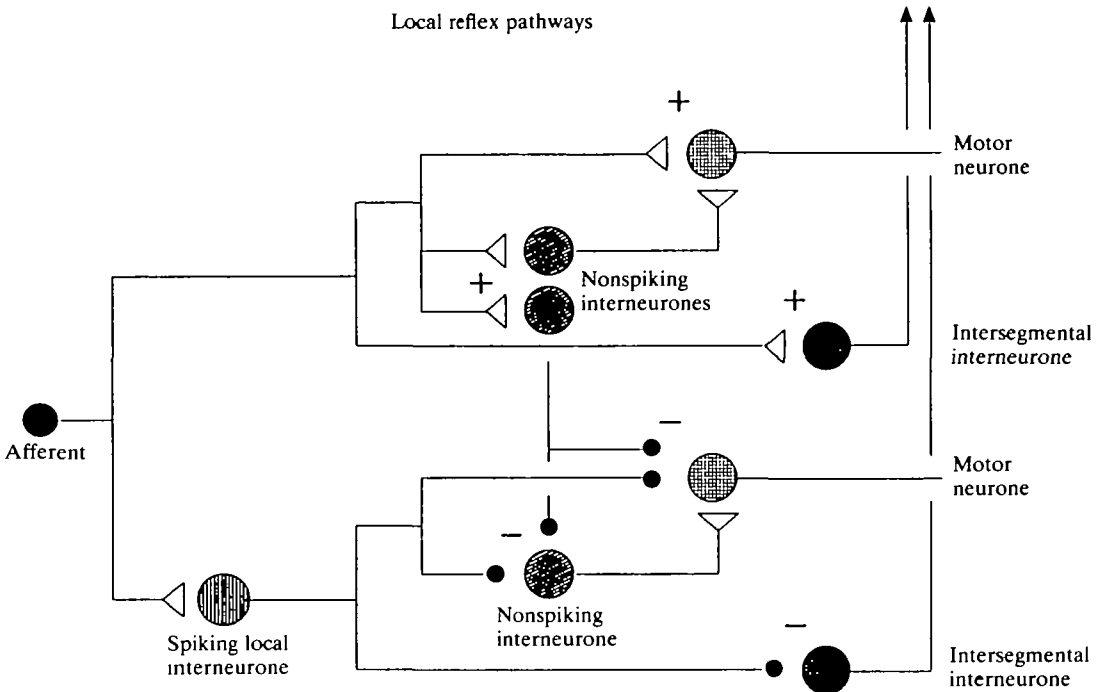 Local reflex pathways
+
Motor
neurone
Nonspiking
interneurones
+
+
Intersegmental
interneurone
Afferent
−
Motor
neurone
−
Nonspiking
interneurone
Spiking local
interneurone
−
Intersegmental
interneurone